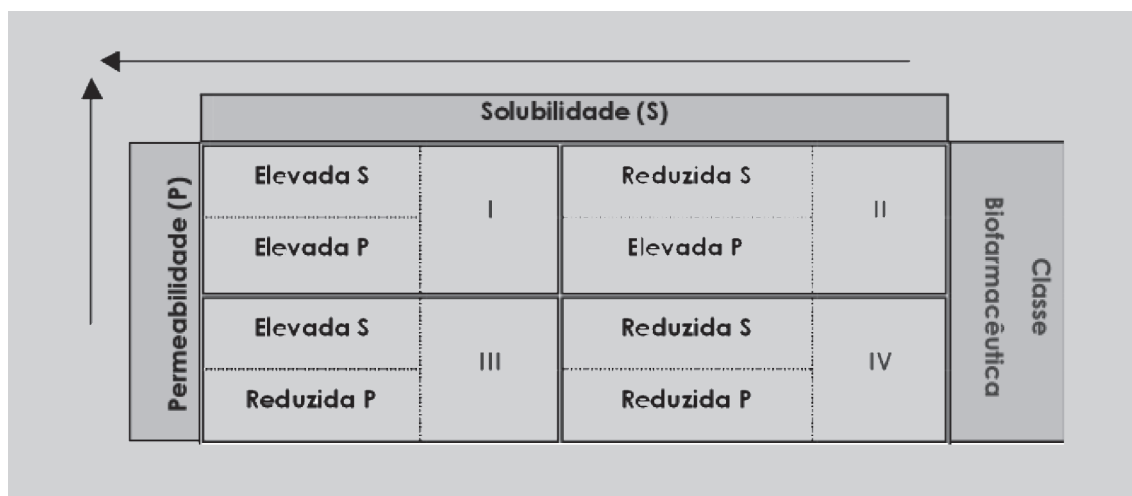 Solubilidade (S)
Permeabilidade (P)
Elevada S
Elevada P
I
Reduzida S
Elevada P
II
Elevada S
Reduzida P
III
Reduzida S
Reduzida P
IV
Classe
Biofarmacêutica